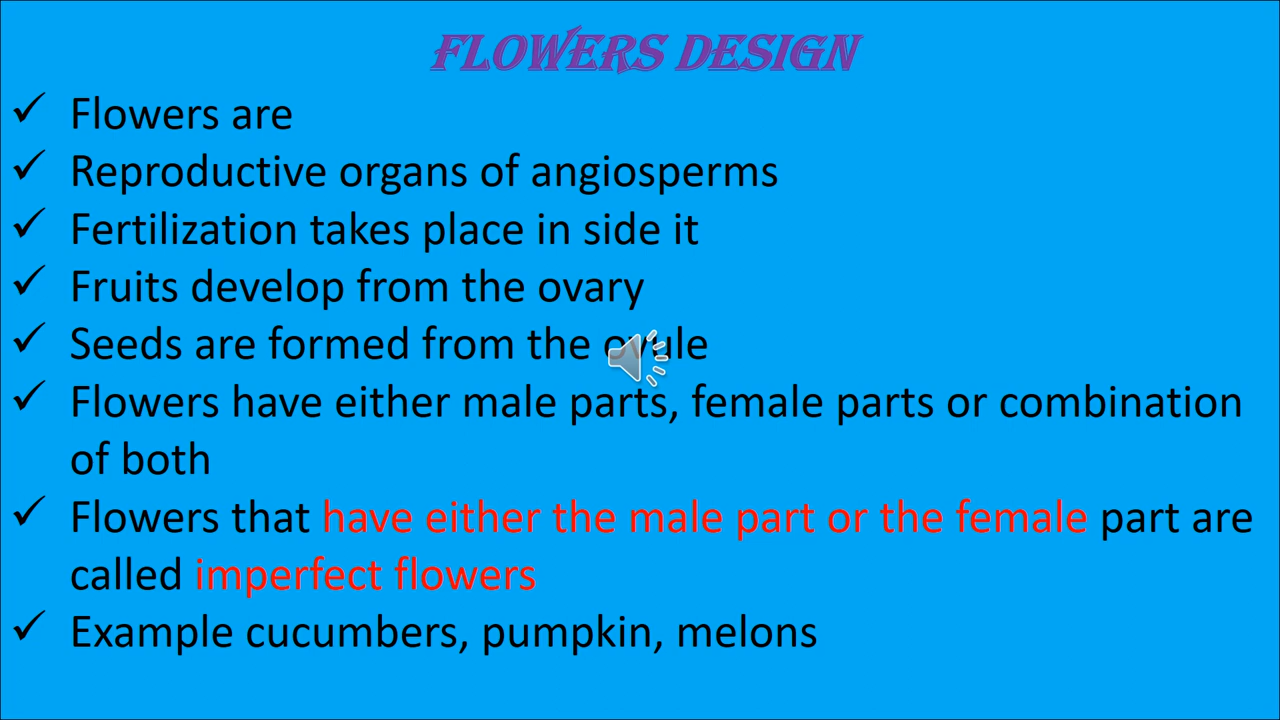 FLOWERS DESIGN
✓ Flowers are
✓ Reproductive organs of angiosperms
✓ Fertilization takes place in side it
✓ Fruits develop from the ovary
✓ Seeds are formed from the ovule
✓ Flowers have either male parts, female parts or combination
of both
✓ Flowers that have either the male part or the female part are
called imperfect flowers
✓ Example cucumbers, pumpkin, melons